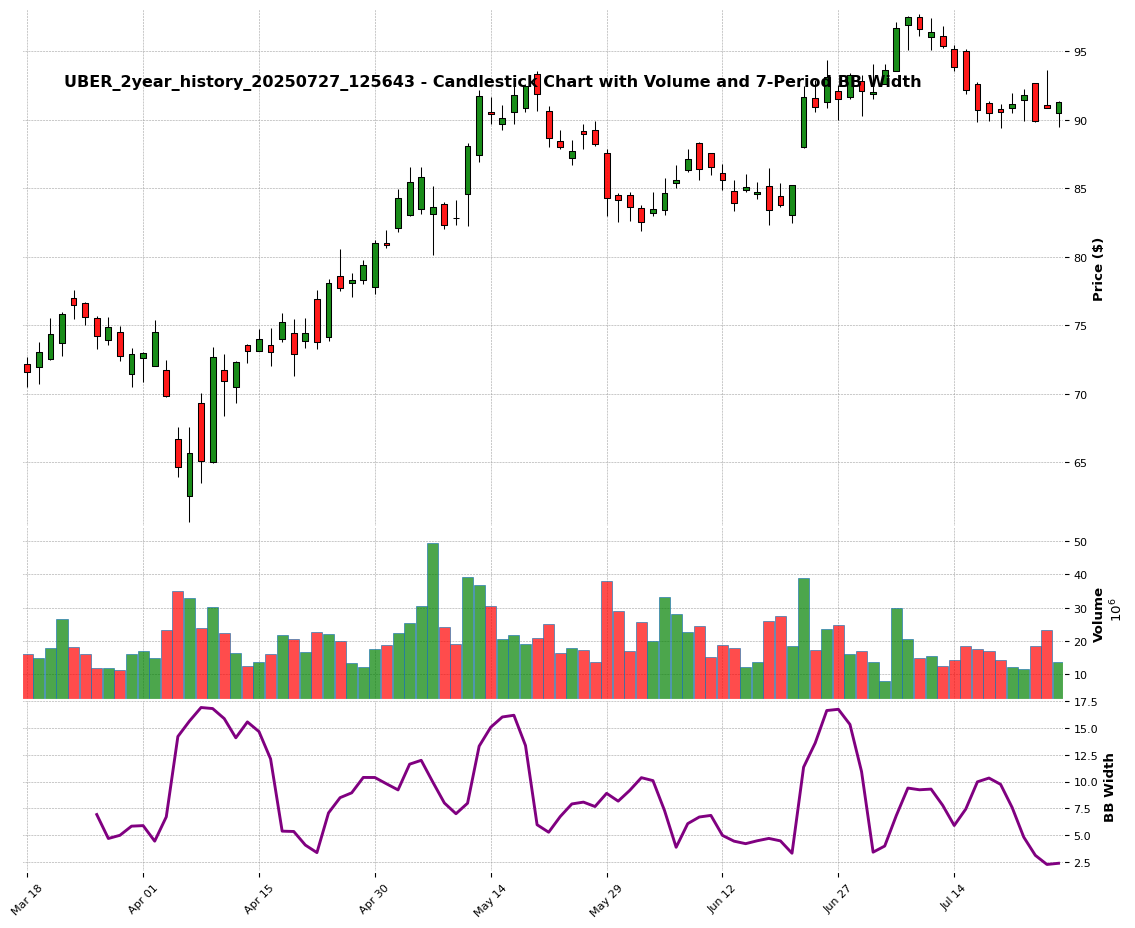 UBER_2year_history_20250727_125643 - Candlestick Chart with Volume and 7-Period BB Width
95
90
85
80
75
70
65
Price ($)
50
40
30
20
10
Volume
10^6
17.5
15.0
12.5
10.0
7.5
5.0
2.5
BB Width
Mar 18
Apr 01
Apr 15
Apr 30
May 14
May 29
Jun 12
Jun 27
Jul 14